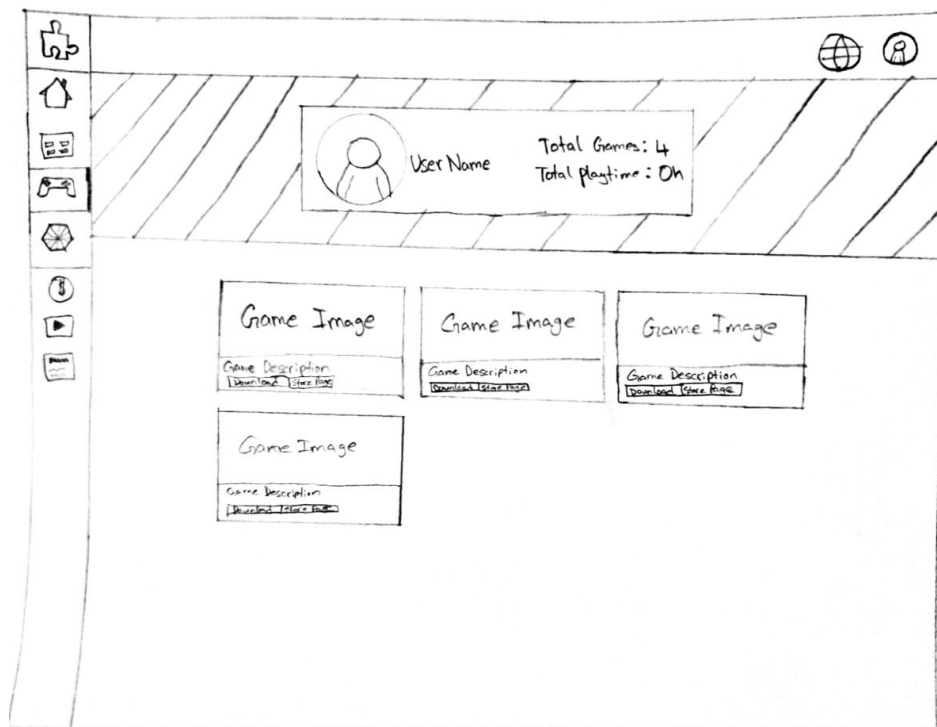 User Name
Total Games: 4
Total playtime: 0h
Game Image
Game Description
Download Store Page
Game Image
Game Description
Download Store Page
Game Image
Game Description
Download Store Page
Game Image
Game Description
Download Store Page